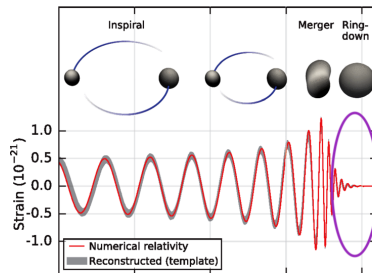 Inspiral
Merger
Ring-
down
Strain (10⁻²¹)
1.0
0.5
0.0
-0.5
-1.0
Numerical relativity
Reconstructed (template)